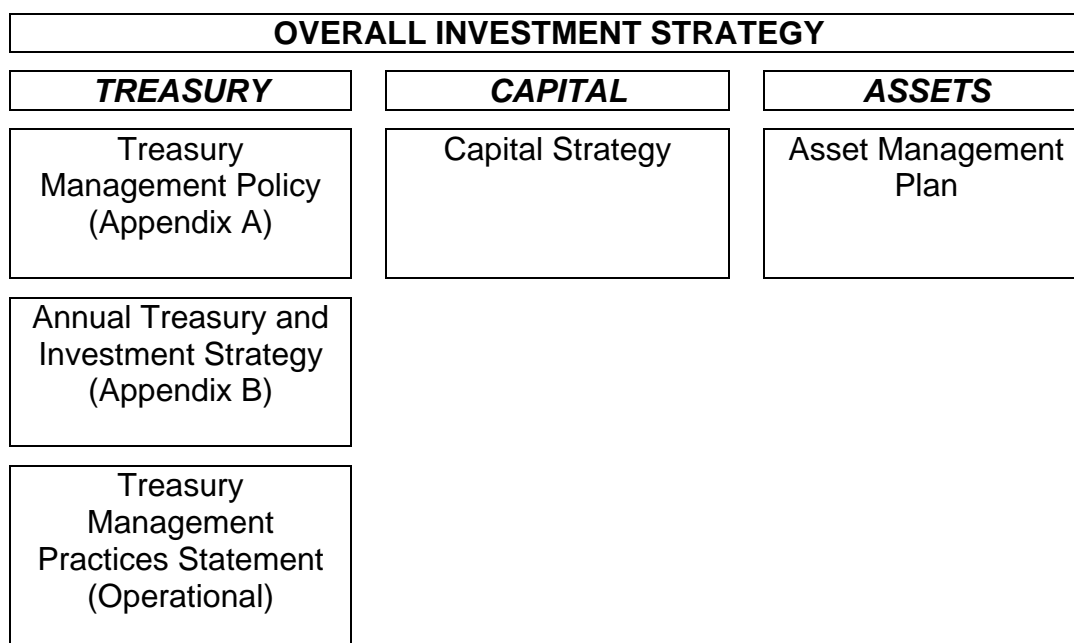 OVERALL INVESTMENT STRATEGY
TREASURY
CAPITAL
ASSETS
Treasury
Management Policy
(Appendix A)
Capital Strategy
Asset Management
Plan
Annual Treasury and
Investment Strategy
(Appendix B)
Treasury
Management
Practices Statement
(Operational)